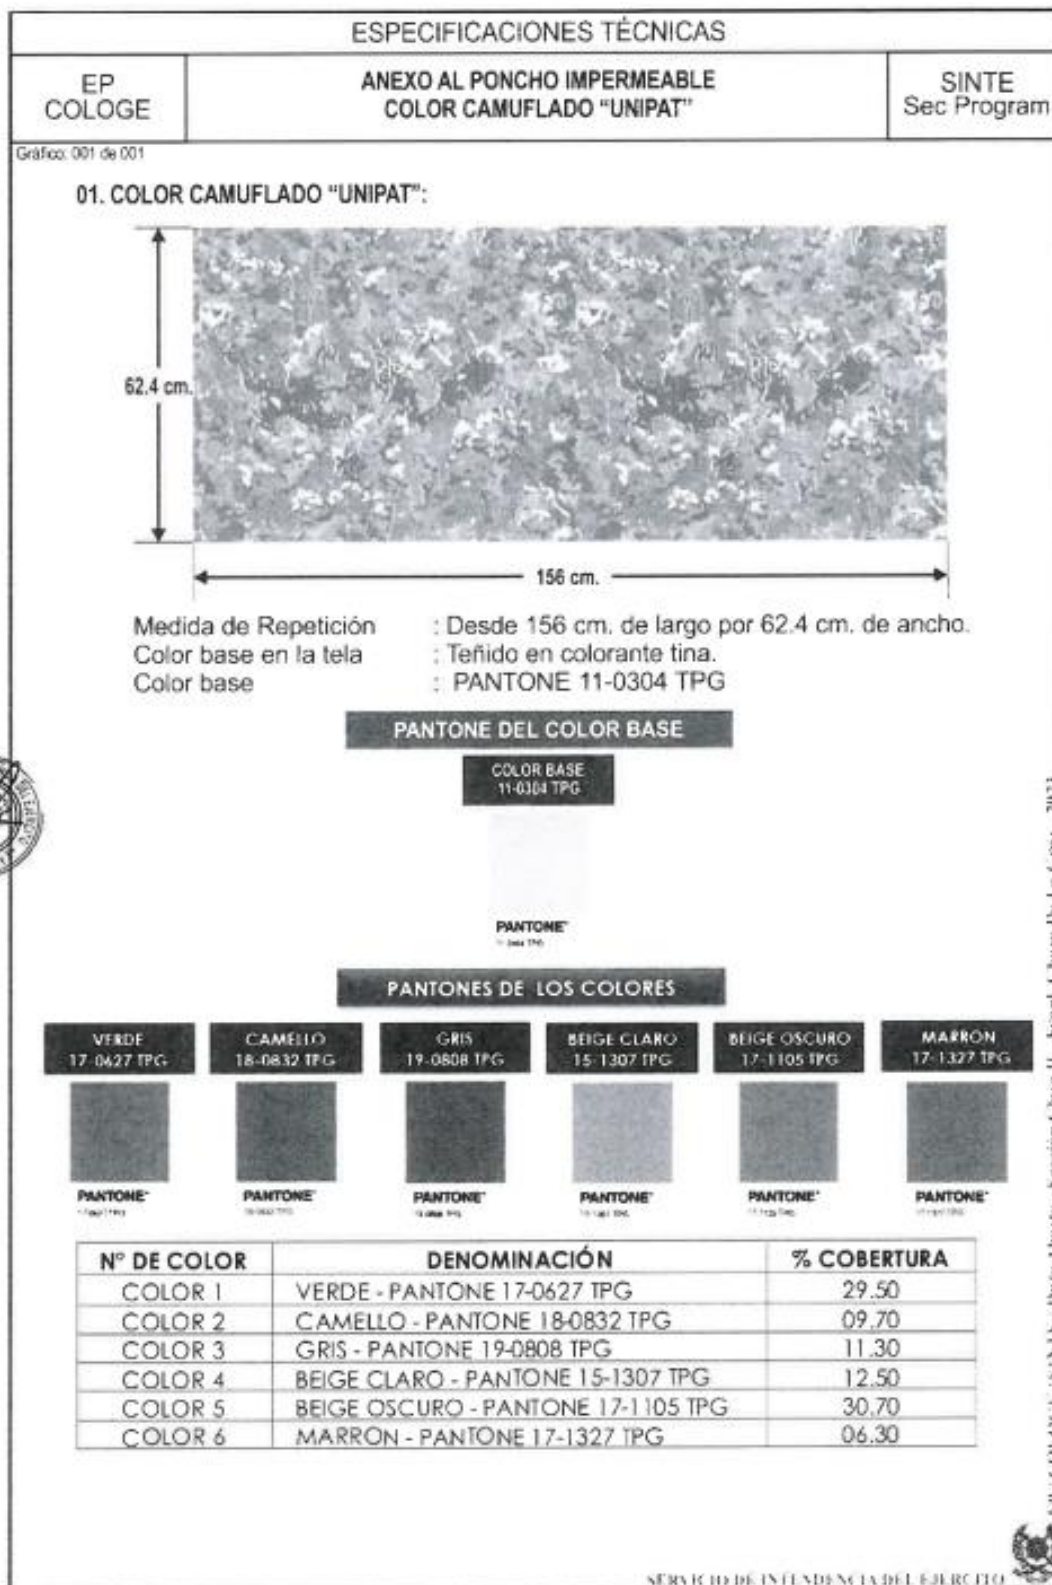 ESPECIFICACIONES TÉCNICAS
EP
COLOGE
ANEXO AL PONCHO IMPERMEABLE
COLOR CAMUFLADO "UNIPAT"
SINTE
Sec Program
Gráfico: 001 de 001
01. COLOR CAMUFLADO "UNIPAT":
62.4 cm.
156 cm.
Medida de Repetición : Desde 156 cm. de largo por 62.4 cm. de ancho.
Color base en la tela : Teñido en colorante tina.
Color base : PANTONE 11-0304 TPG
PANTONE DEL COLOR BASE
COLOR BASE
11-0304 TPG
PANTONE
PANTONES DE LOS COLORES
VERDE
17-0627 TPG
CAMELLO
18-0832 TPG
GRIS
19-0808 TPG
BEIGE CLARO
15-1307 TPG
BEIGE OSCURO
17-1105 TPG
MARRON
17-1327 TPG
PANTONE
PANTONE
PANTONE
PANTONE
PANTONE
PANTONE
N° DE COLOR DENOMINACIÓN % COBERTURA
COLOR 1 VERDE - PANTONE 17-0627 TPG 29.50
COLOR 2 CAMELLO - PANTONE 18-0832 TPG 09.70
COLOR 3 GRIS - PANTONE 19-0808 TPG 11.30
COLOR 4 BEIGE CLARO - PANTONE 15-1307 TPG 12.50
COLOR 5 BEIGE OSCURO - PANTONE 17-1105 TPG 30.70
COLOR 6 MARRON - PANTONE 17-1327 TPG 06.30
SERVICIO DE INTENDENCIA DEL EJERCITO